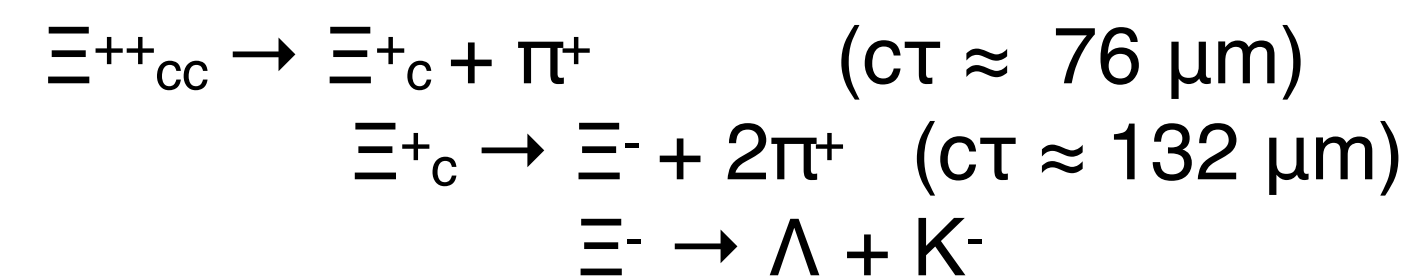 Ξ⁺⁺cc → Ξ⁺c + π⁺ (cτ ≈ 76 μm)
Ξ⁺c → Ξ⁻ + 2π⁺ (cτ ≈ 132 μm)
Ξ⁻ → Λ + K⁻